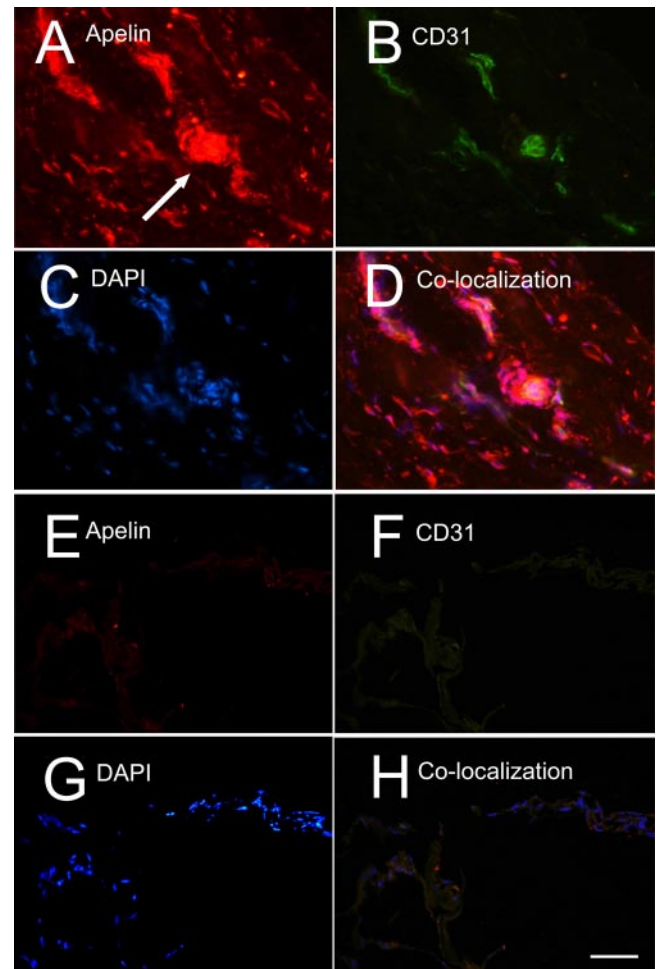 A Apelin
B CD31
C DAPI
D Co-localization
E Apelin
F CD31
G DAPI
H Co-localization